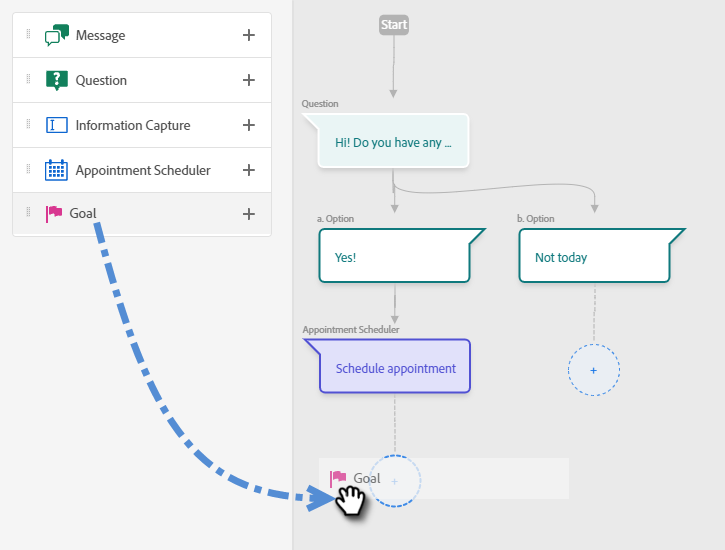 Message
Question
Information Capture
Appointment Scheduler
Goal
Start
Question
Hi! Do you have any ...
a. Option
b. Option
Yes!
Not today
Appointment Scheduler
Schedule appointment
Goal